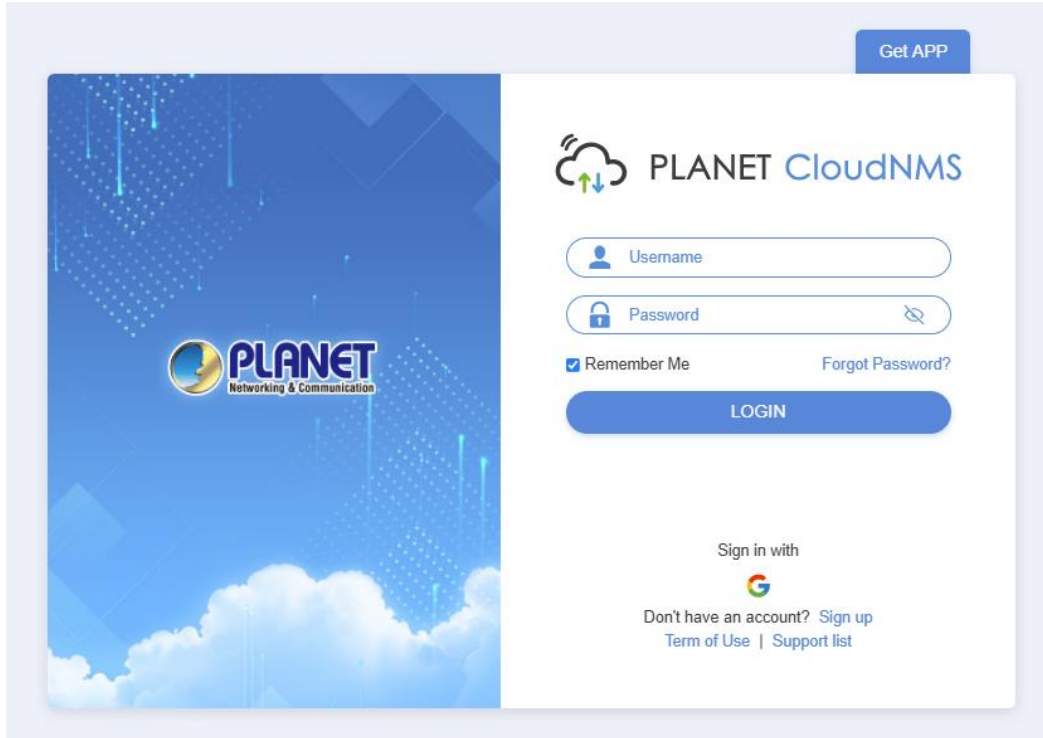 Get APP
PLANET
Networking & Communication
PLANET CloudNMS
Username
Password
Remember Me Forgot Password?
LOGIN
Sign in with
Don't have an account? Sign up
Term of Use | Support list